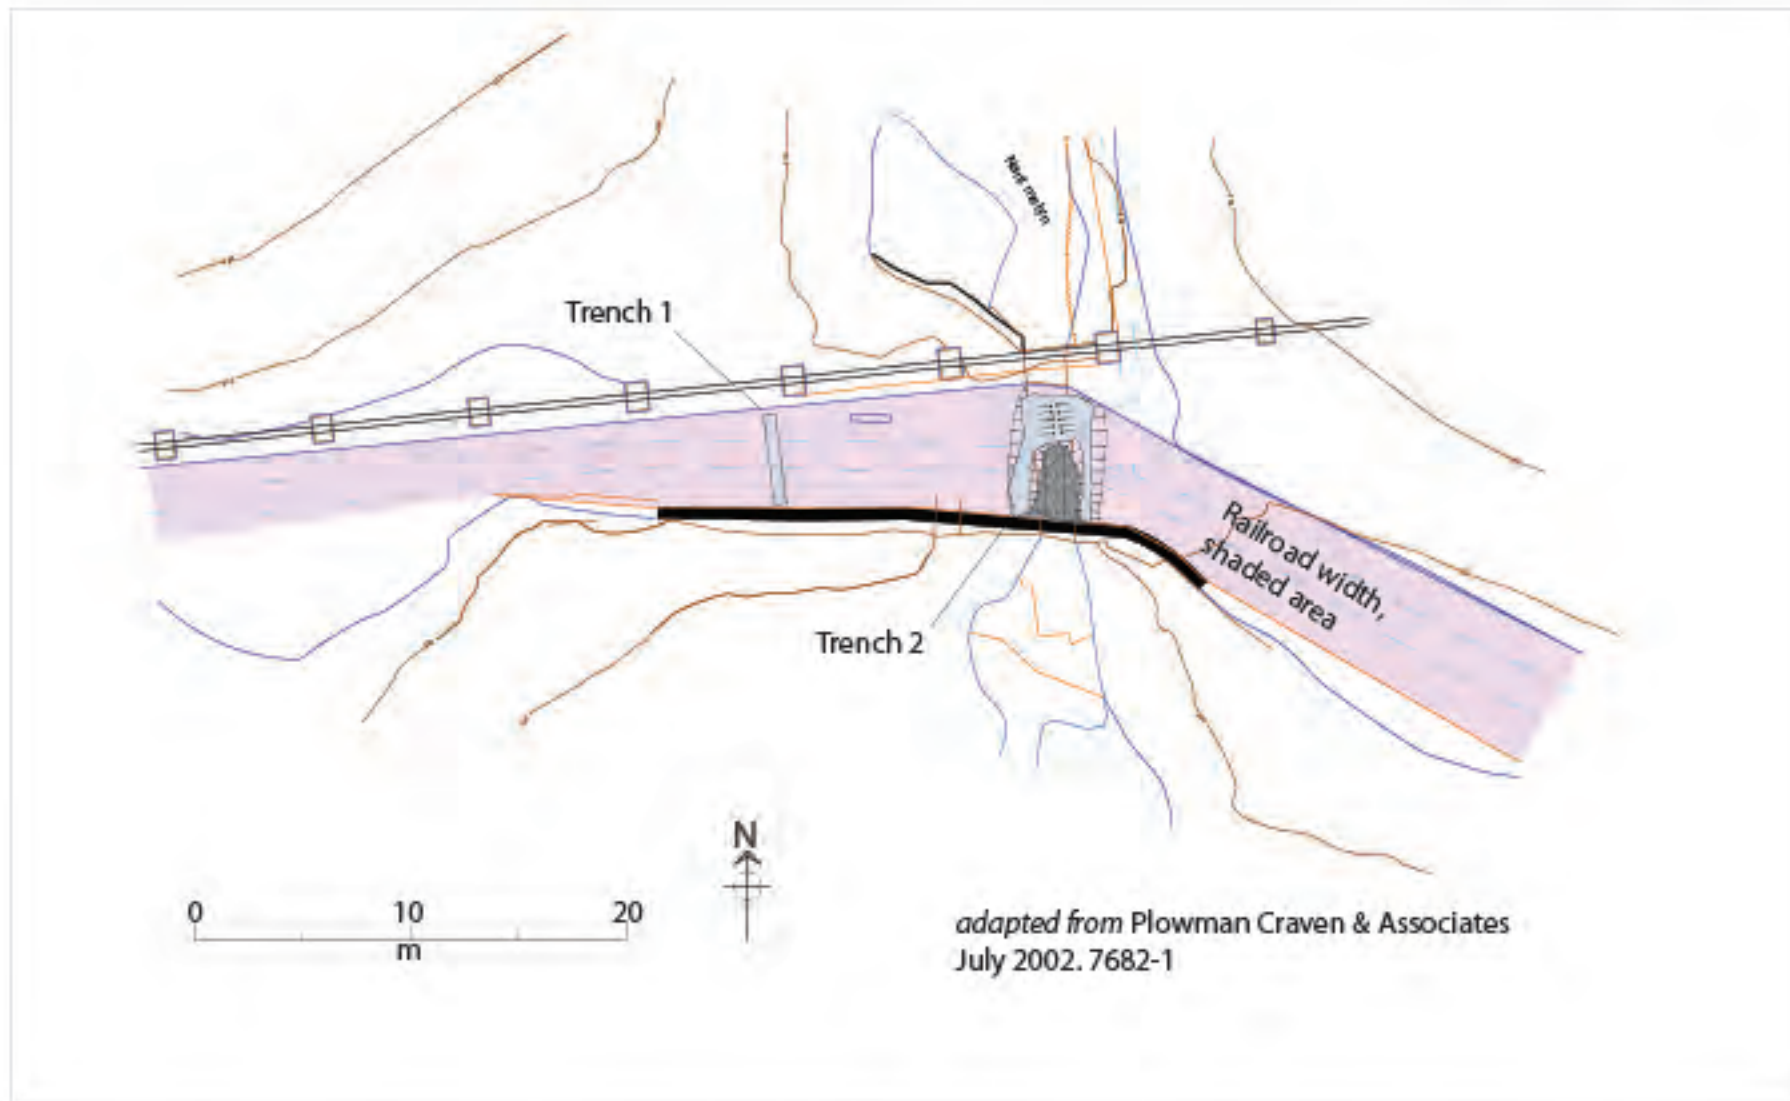 Trench 1
Railroad width,
shaded area
Trench 2
N
0 10 20
m
adapted from Plowman Craven & Associates
July 2002. 7682-1